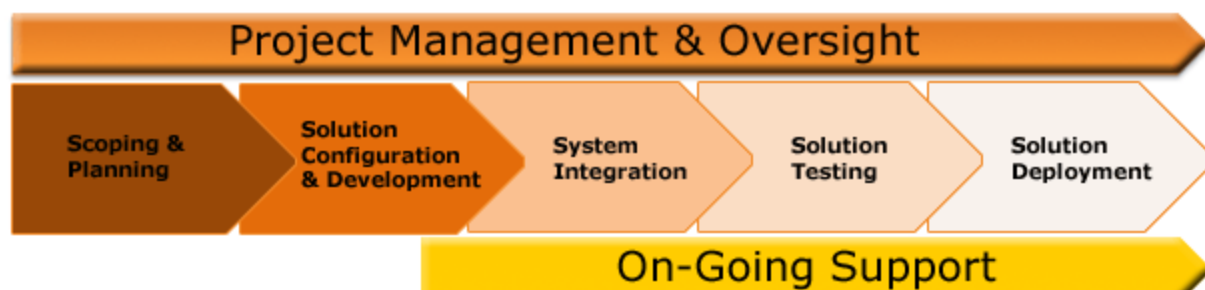 Project Management & Oversight
Scoping &
Planning
Solution
Configuration
& Development
System
Integration
Solution
Testing
Solution
Deployment
On-Going Support